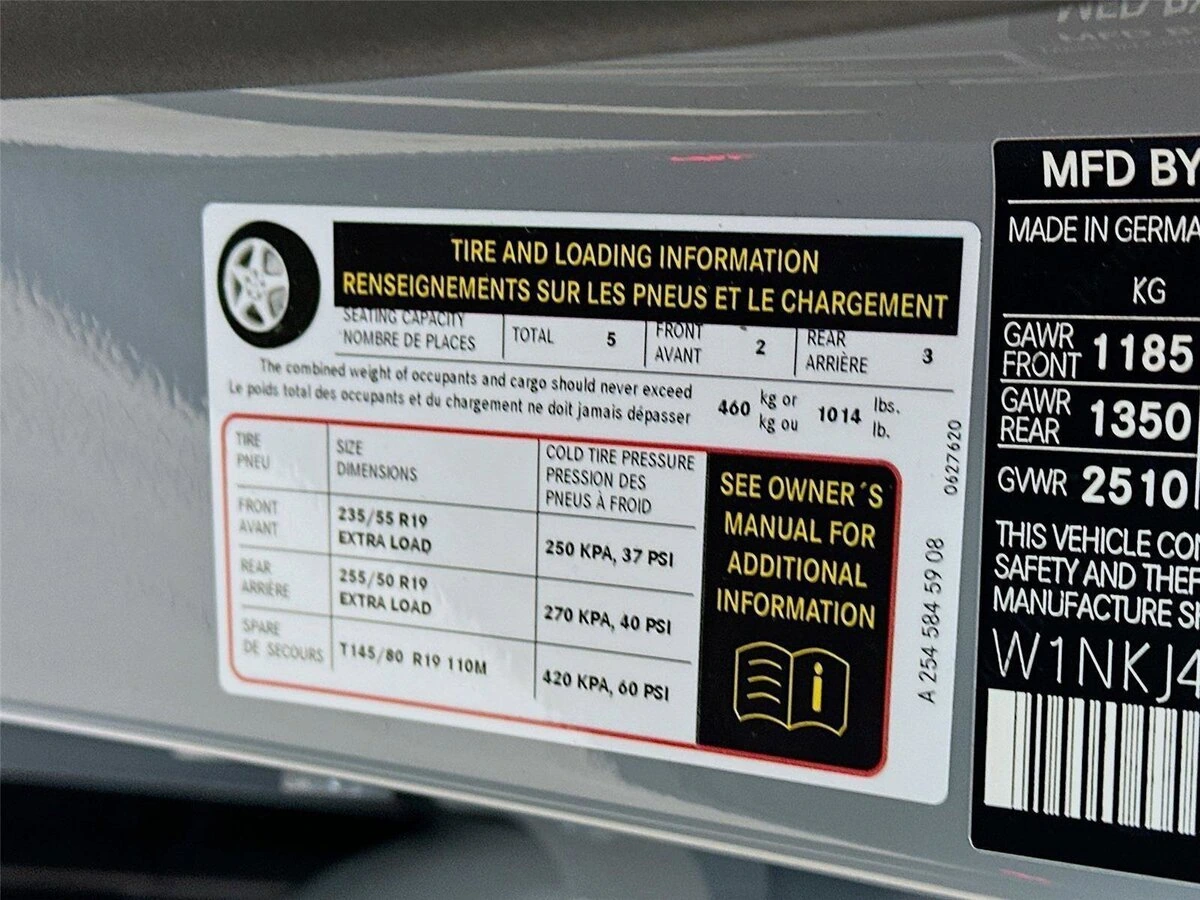 TIRE AND LOADING INFORMATION
RENSEIGNEMENTS SUR LES PNEUS ET LE CHARGEMENT
SEATING CAPACITY
NOMBRE DE PLACES
TOTAL 5
FRONT
AVANT
2
REAR
ARRIÈRE
3
The combined weight of occupants and cargo should never exceed
Le poids total des occupants et du chargement ne doit jamais dépasser
460
kg or
kg ou
1014
lbs.
lb.
TIRE
PNEU
SIZE
DIMENSIONS
COLD TIRE PRESSURE
PRESSION DES
PNEUS À FROID
FRONT
AVANT
235/55 R19
EXTRA LOAD
250 KPA, 37 PSI
REAR
ARRIÈRE
255/50 R19
EXTRA LOAD
270 KPA, 40 PSI
SPARE
DE SECOURS
T145/80 R19 110M
420 KPA, 60 PSI
SEE OWNER´S
MANUAL FOR
ADDITIONAL
INFORMATION
i
0627620
A 254 584 59 08
MFD BY
MADE IN GERMA
KG
GAWR
FRONT
1185
GAWR
REAR
1350
GVWR 2510
THIS VEHICLE CO
SAFETY AND THEF
MANUFACTURE S
W1NKJ4